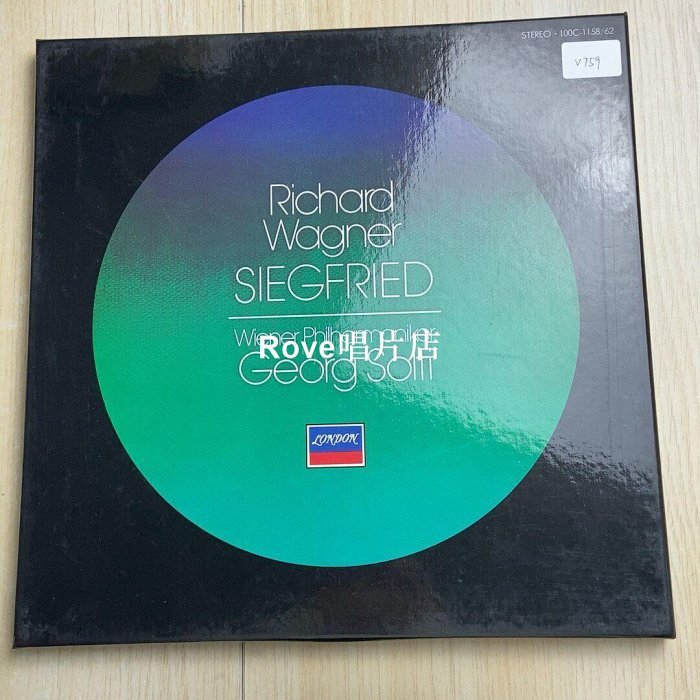 STEREO · L00C-1158/62
V759
Richard
Wagner
SIEGFRIED
Wiener Philharmoniker
Rove唱片店
Georg Solti
LONDON